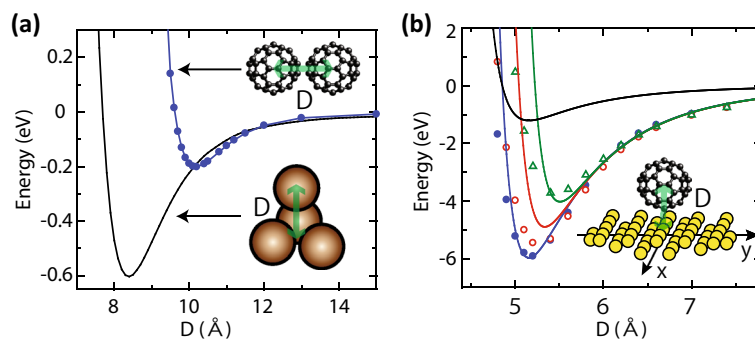 (a)
Energy (eV)
0.2
0
-0.2
-0.4
-0.6
D
D
8
10
12
14
D (Å)
(b)
Energy (eV)
2
0
-2
-4
-6
D
y
x
5
6
7
D (Å)